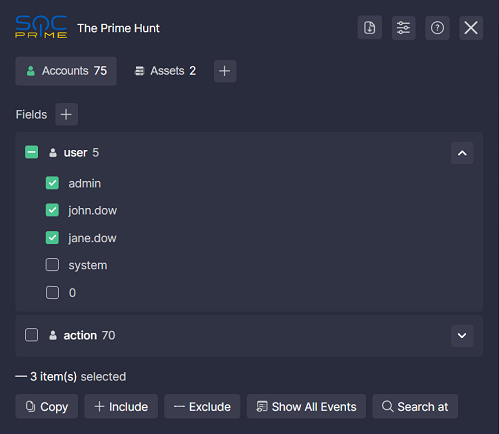 SOC
PRIME
The Prime Hunt
Accounts 75
Assets 2
Fields
user 5
admin
john.dow
jane.dow
system
0
action 70
— 3 item(s) selected
Copy
Include
Exclude
Show All Events
Search at